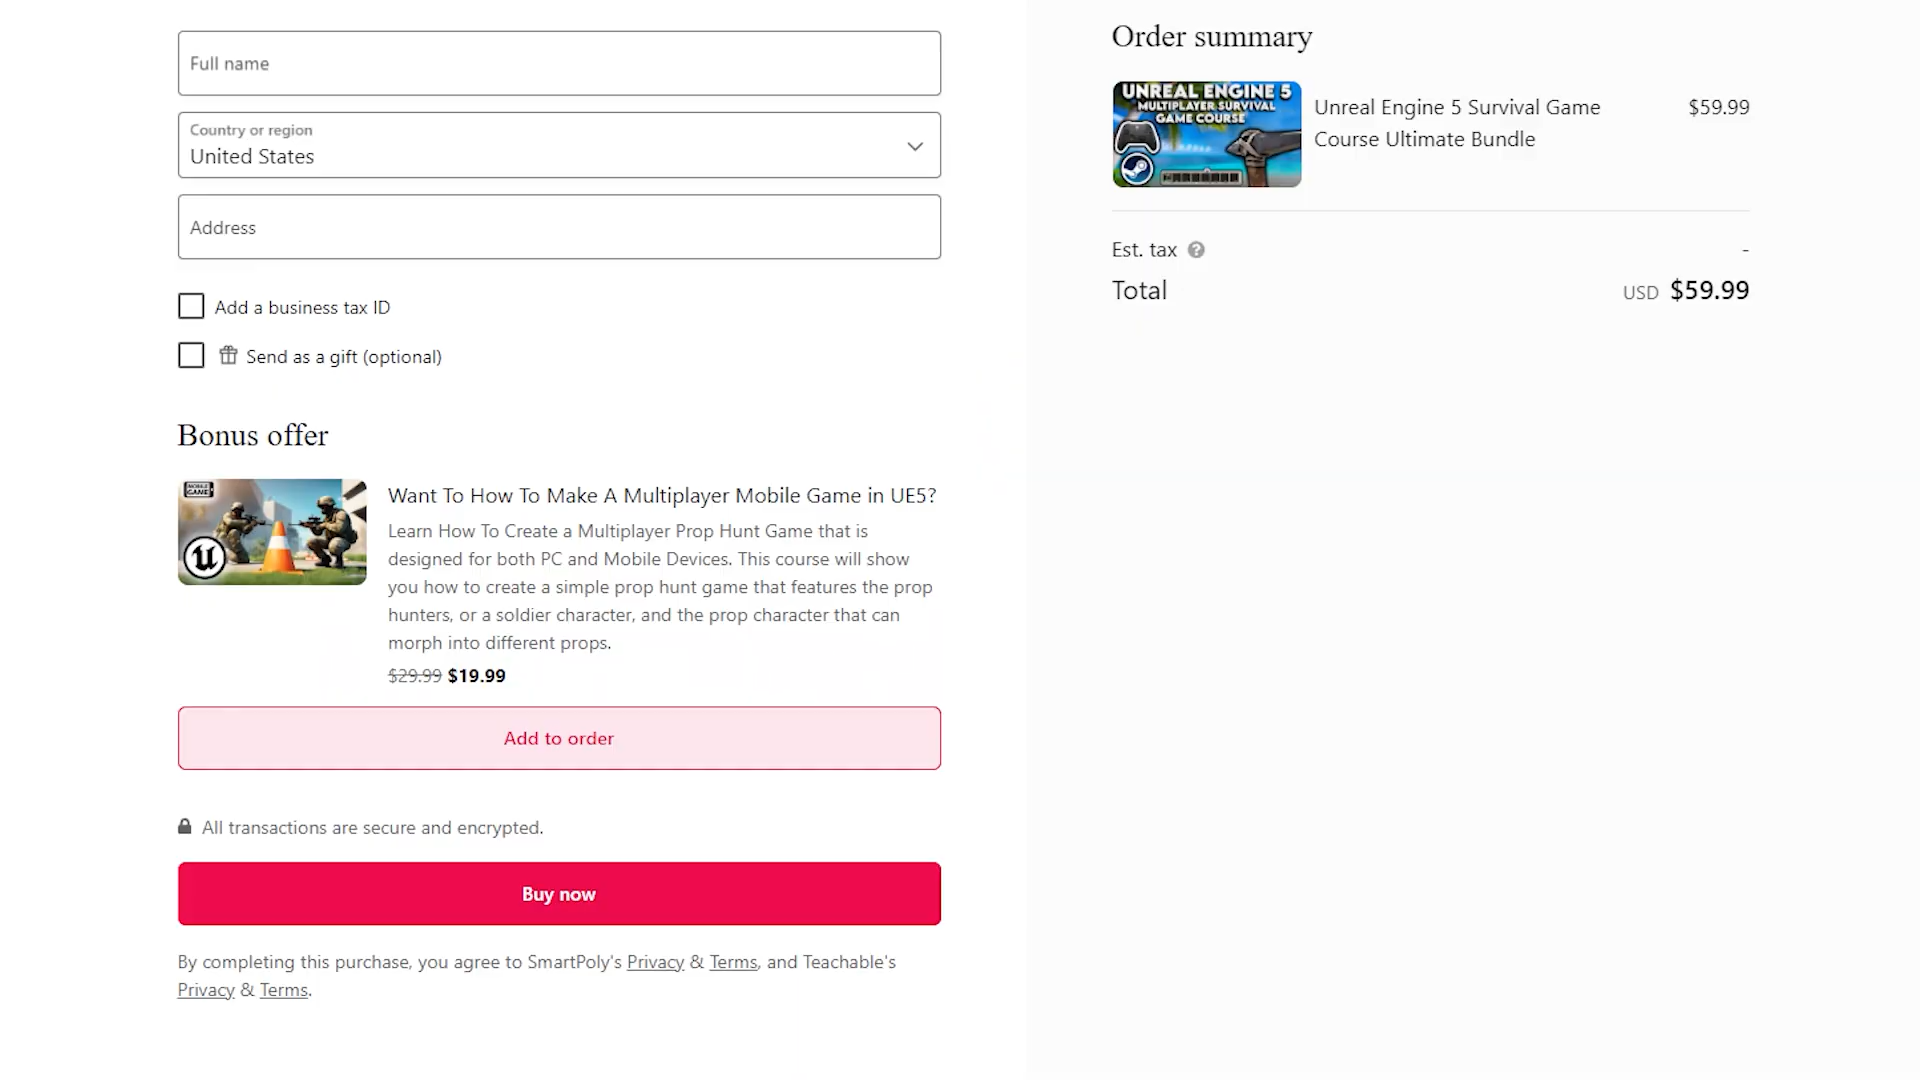 Full name
Country or region
United States
Address
Add a business tax ID
Send as a gift (optional)
Bonus offer
MOBILE
GAME
Want To How To Make A Multiplayer Mobile Game in UE5?
Learn How To Create a Multiplayer Prop Hunt Game that is
designed for both PC and Mobile Devices. This course will show
you how to create a simple prop hunt game that features the prop
hunters, or a soldier character, and the prop character that can
morph into different props.
$29.99 $19.99
Add to order
All transactions are secure and encrypted.
Buy now
By completing this purchase, you agree to SmartPoly's Privacy & Terms, and Teachable's
Privacy & Terms.
Order summary
UNREAL ENGINE 5
MULTIPLAYER SURVIVAL
GAME COURSE
Unreal Engine 5 Survival Game
Course Ultimate Bundle
$59.99
Est. tax ? -
Total USD $59.99